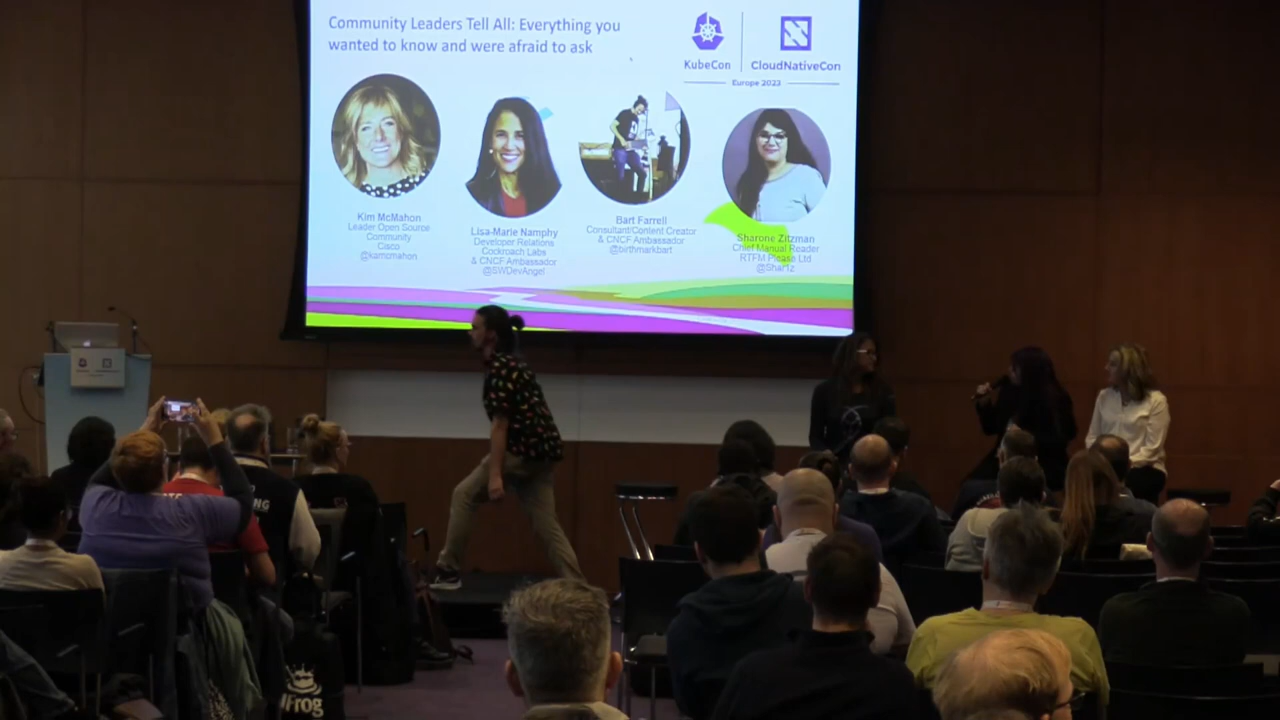 Community Leaders Tell All: Everything you
wanted to know and were afraid to ask
KubeCon
CloudNativeCon
Europe 2023
Kim McMahon
Leader Open Source
Community
Cisco
@kamcmahon
Lisa-Marie Namphy
Developer Relations
Cockroach Labs
& CNCF Ambassador
@SWDevAngel
Bart Farrell
Consultant/Content Creator
& CNCF Ambassador
@birthmarkbart
Sharone Zitzman
Chief Manual Reader
RTFM Please Ltd
@Shar1z
JFrog